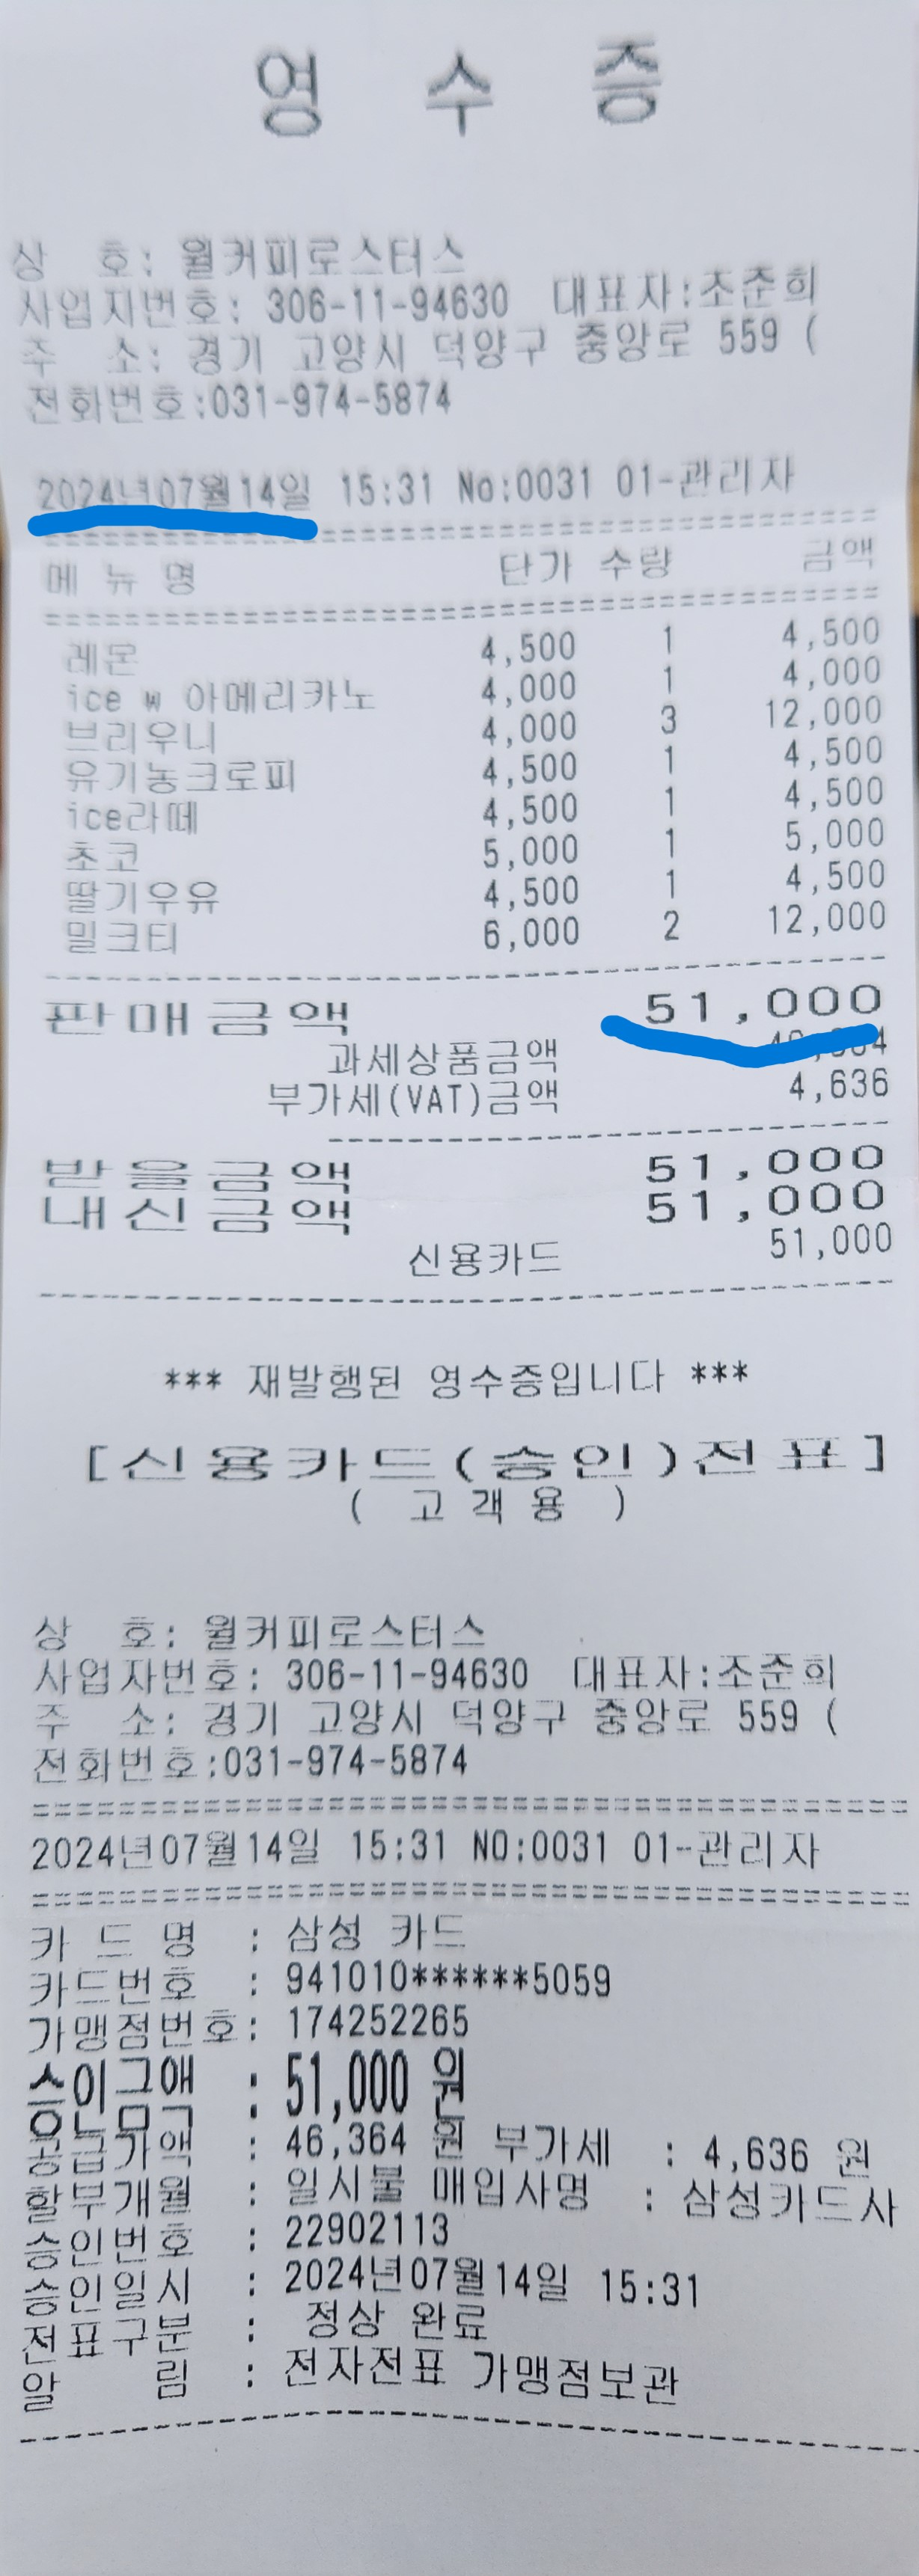 영 수 증
상 호: 월커피로스터스
사업자번호: 306-11-94630 대표자:조준희
주 소: 경기 고양시 덕양구 중앙로 559 (
전화번호:031-974-5874
2024년07월14일 15:31 No:0031 01-관리자
메 뉴 명 단가 수량 금액
레몬 4,500 1 4,500
ice w 아메리카노 4,000 1 4,000
브리우니 4,000 3 12,000
유기농크로피 4,500 1 4,500
ice라떼 4,500 1 4,500
초코 5,000 1 5,000
딸기우유 4,500 1 4,500
밀크티 6,000 2 12,000
판매금액 51,000
과세상품금액
부가세(VAT)금액 4,636
받을금액 51,000
내신금액 51,000
신용카드 51,000
*** 재발행된 영수증입니다 ***
[신용카드(승인)전표]
( 고객용 )
상 호: 월커피로스터스
사업자번호: 306-11-94630 대표자:조준희
주 소: 경기 고양시 덕양구 중앙로 559 (
전화번호:031-974-5874
2024년07월14일 15:31 NO:0031 01-관리자
카 드 명 : 삼성 카드
카드번호 : 941010******5059
가맹점번호: 174252265
승인금액 : 51,000 원
공급가액 : 46,364 원 부가세 : 4,636 원
할부개월 : 일시불 매입사명 : 삼성카드사
승인번호 : 22902113
승인일시 : 2024년07월14일 15:31
전표구분 : 정상 완료
알 림 : 전자전표 가맹점보관